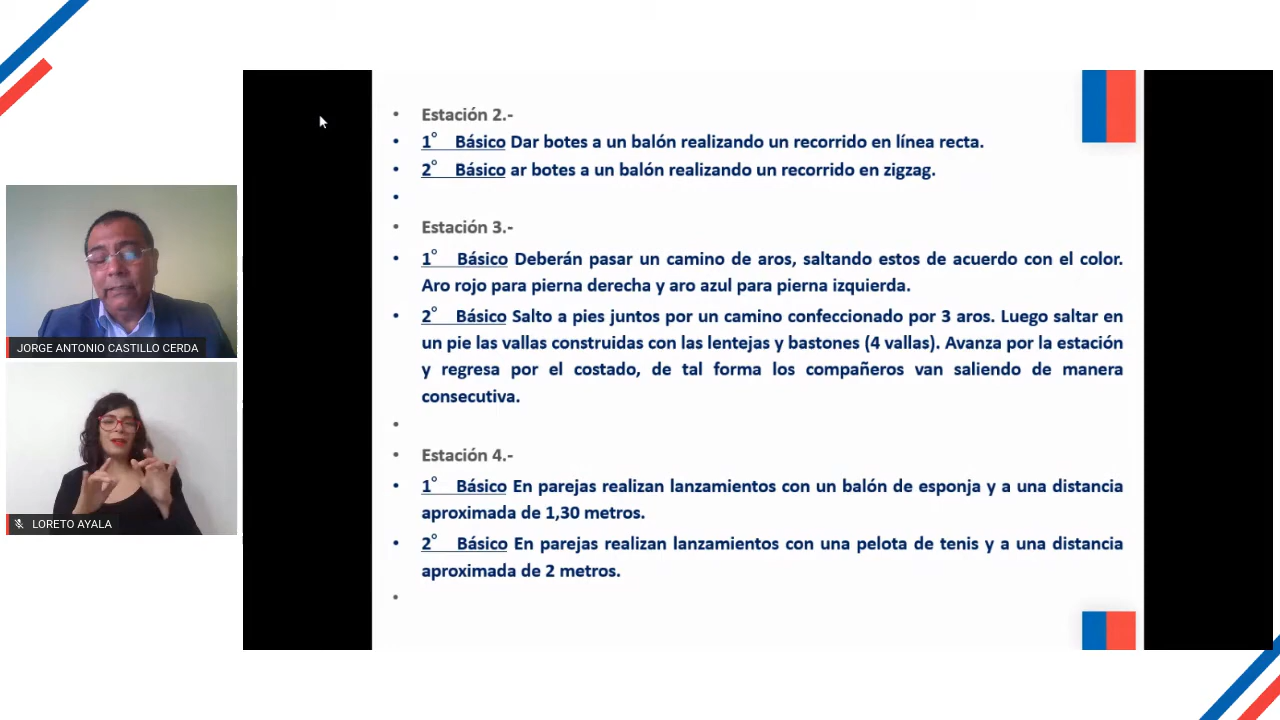 Estación 2.-
1° Básico Dar botes a un balón realizando un recorrido en línea recta.
2° Básico ar botes a un balón realizando un recorrido en zigzag.
Estación 3.-
1° Básico Deberán pasar un camino de aros, saltando estos de acuerdo con el color.
Aro rojo para pierna derecha y aro azul para pierna izquierda.
2° Básico Salto a pies juntos por un camino confeccionado por 3 aros. Luego saltar en
un pie las vallas construidas con las lentejas y bastones (4 vallas). Avanza por la estación
y regresa por el costado, de tal forma los compañeros van saliendo de manera
consecutiva.
Estación 4.-
1° Básico En parejas realizan lanzamientos con un balón de esponja y a una distancia
aproximada de 1,30 metros.
2° Básico En parejas realizan lanzamientos con una pelota de tenis y a una distancia
aproximada de 2 metros.
JORGE ANTONIO CASTILLO CERDA
LORETO AYALA